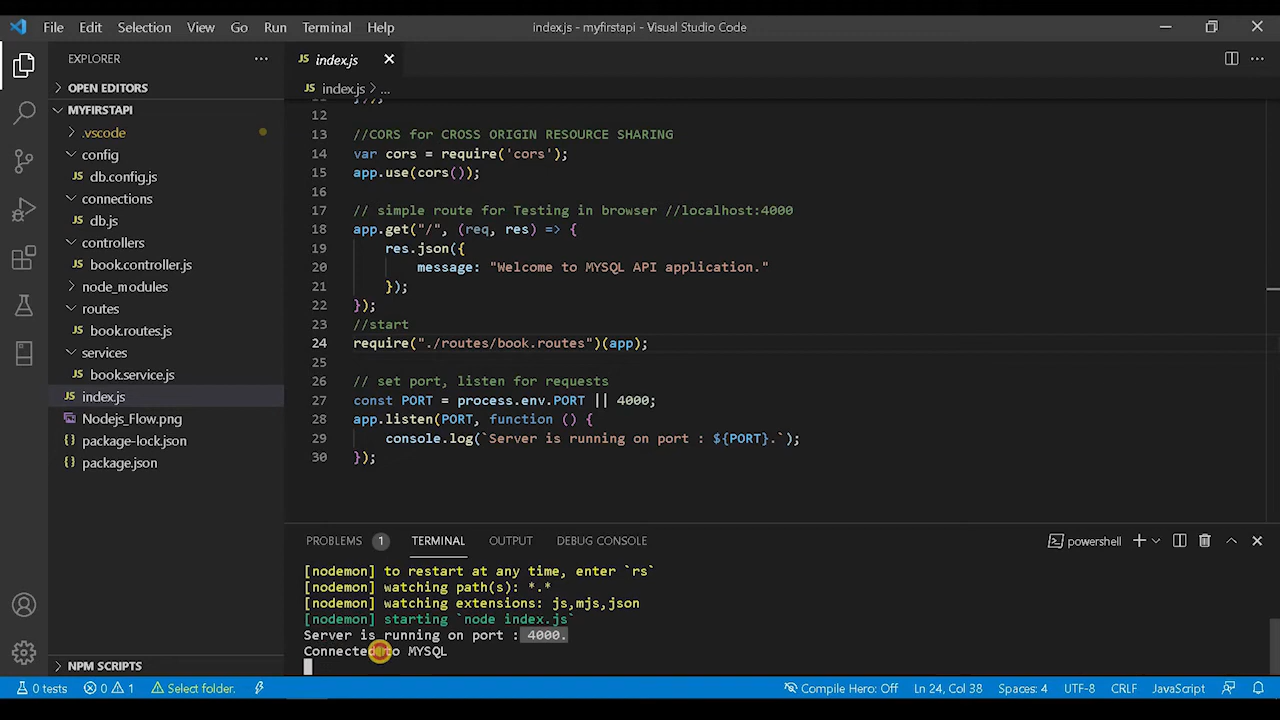 File Edit Selection View Go Run Terminal Help index.js - myfirstapi - Visual Studio Code
EXPLORER
OPEN EDITORS
MYFIRSTAPI
.vscode
config
JS db.config.js
connections
JS db.js
controllers
JS book.controller.js
node_modules
routes
JS book.routes.js
services
JS book.service.js
JS index.js
Nodejs_Flow.png
{} package-lock.json
{} package.json
NPM SCRIPTS
JS index.js
JS index.js > ...
12
13 //CORS for CROSS ORIGIN RESOURCE SHARING
14 var cors = require('cors');
15 app.use(cors());
16
17 // simple route for Testing in browser //localhost:4000
18 app.get("/", (req, res) => {
19 res.json({
20 message: "Welcome to MYSQL API application."
21 });
22 });
23 //start
24 require("./routes/book.routes")(app);
25
26 // set port, listen for requests
27 const PORT = process.env.PORT || 4000;
28 app.listen(PORT, function () {
29 console.log(`Server is running on port : ${PORT}.`);
30 });
PROBLEMS 1 TERMINAL OUTPUT DEBUG CONSOLE powershell
[nodemon] to restart at any time, enter `rs`
[nodemon] watching path(s): *.*
[nodemon] watching extensions: js,mjs,json
[nodemon] starting `node index.js`
Server is running on port : 4000.
Connected to MYSQL
0 tests 0 1 Select folder. Compile Hero: Off Ln 24, Col 38 Spaces: 4 UTF-8 CRLF JavaScript